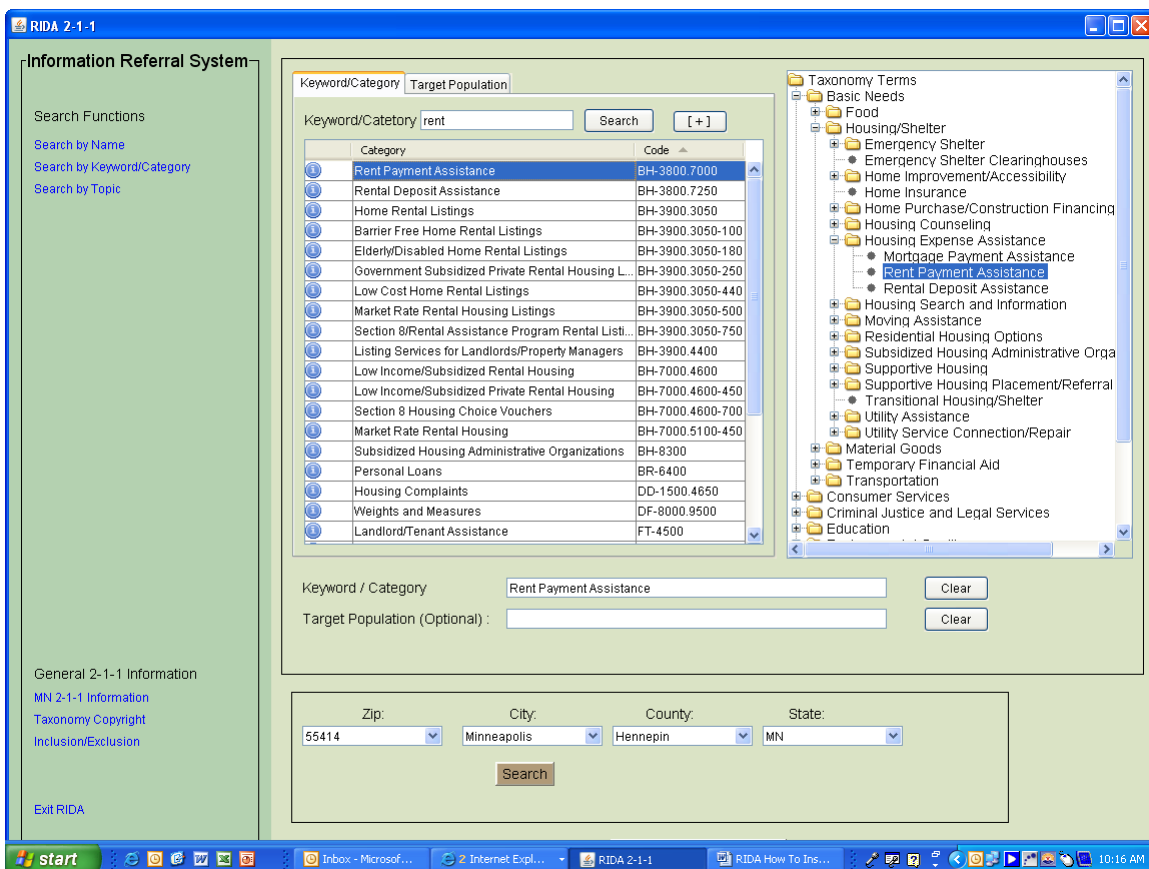 RIDA 2-1-1
Information Referral System
Search Functions
Search by Name
Search by Keyword/Category
Search by Topic
General 2-1-1 Information
MN 2-1-1 Information
Taxonomy Copyright
Inclusion/Exclusion
Exit RIDA
Keyword/Category Target Population
Keyword/Catetory rent Search [ + ]
Category Code
Rent Payment Assistance BH-3800.7000
Rental Deposit Assistance BH-3800.7250
Home Rental Listings BH-3900.3050
Barrier Free Home Rental Listings BH-3900.3050-100
Elderly/Disabled Home Rental Listings BH-3900.3050-180
Government Subsidized Private Rental Housing L... BH-3900.3050-250
Low Cost Home Rental Listings BH-3900.3050-440
Market Rate Rental Housing Listings BH-3900.3050-500
Section 8/Rental Assistance Program Rental Listi... BH-3900.3050-750
Listing Services for Landlords/Property Managers BH-3900.4400
Low Income/Subsidized Rental Housing BH-7000.4600
Low Income/Subsidized Private Rental Housing BH-7000.4600-450
Section 8 Housing Choice Vouchers BH-7000.4600-700
Market Rate Rental Housing BH-7000.5100-450
Subsidized Housing Administrative Organizations BH-8300
Personal Loans BR-6400
Housing Complaints DD-1500.4650
Weights and Measures DF-8000.9500
Landlord/Tenant Assistance FT-4500
Taxonomy Terms
Basic Needs
Food
Housing/Shelter
Emergency Shelter
Emergency Shelter Clearinghouses
Home Improvement/Accessibility
Home Insurance
Home Purchase/Construction Financing
Housing Counseling
Housing Expense Assistance
Mortgage Payment Assistance
Rent Payment Assistance
Rental Deposit Assistance
Housing Search and Information
Moving Assistance
Residential Housing Options
Subsidized Housing Administrative Orga
Supportive Housing
Supportive Housing Placement/Referral
Transitional Housing/Shelter
Utility Assistance
Utility Service Connection/Repair
Material Goods
Temporary Financial Aid
Transportation
Consumer Services
Criminal Justice and Legal Services
Education
Keyword / Category Rent Payment Assistance Clear
Target Population (Optional) : Clear
Zip: City: County: State:
55414 Minneapolis Hennepin MN
Search
start Inbox - Microsof... 2 Internet Expl... RIDA 2-1-1 RIDA How To Ins... 10:16 AM